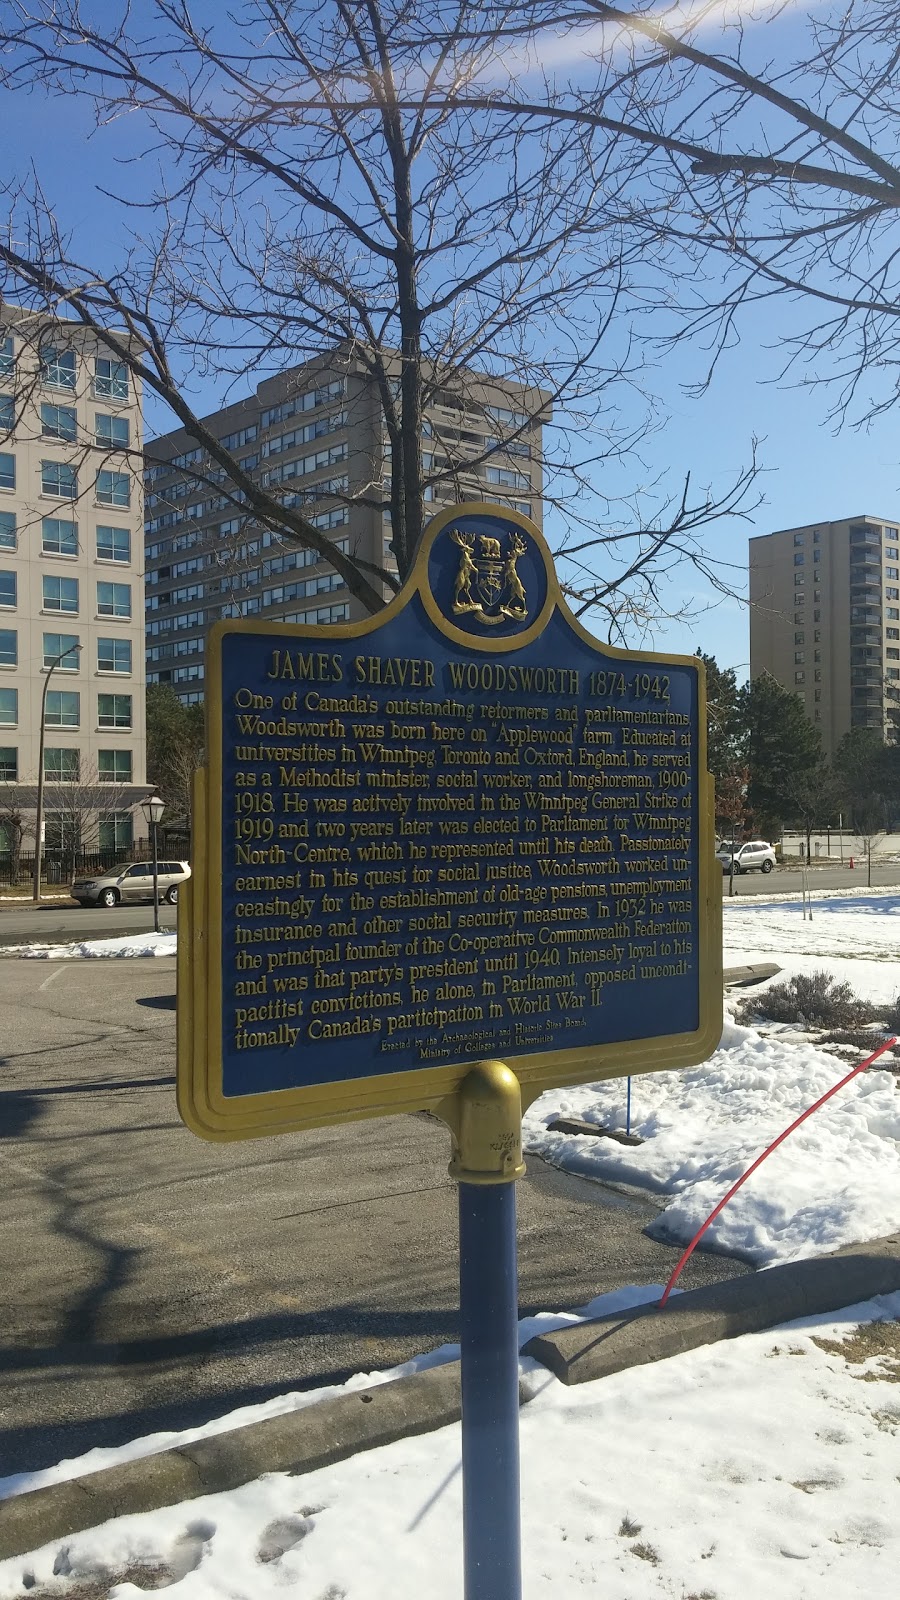 JAMES SHAVER WOODSWORTH 1874-1942
One of Canada's outstanding reformers and parliamentarians,
Woodsworth was born here on "Applewood" farm. Educated at
universities in Winnipeg, Toronto and Oxford, England, he served
as a Methodist minister, social worker, and longshoreman, 1900-
1918. He was actively involved in the Winnipeg General Strike of
1919 and two years later was elected to Parliament for Winnipeg
North-Centre, which he represented until his death. Passionately
earnest in his quest for social justice, Woodsworth worked un-
ceasingly for the establishment of old-age pensions, unemployment
insurance and other social security measures. In 1932 he was
the principal founder of the Co-operative Commonwealth Federation
and was that party's president until 1940. Intensely loyal to his
pacifist convictions, he alone, in Parliament, opposed uncondi-
tionally Canada's participation in World War II.
Erected by the Archaeological and Historic Sites Board,
Ministry of Colleges and Universities